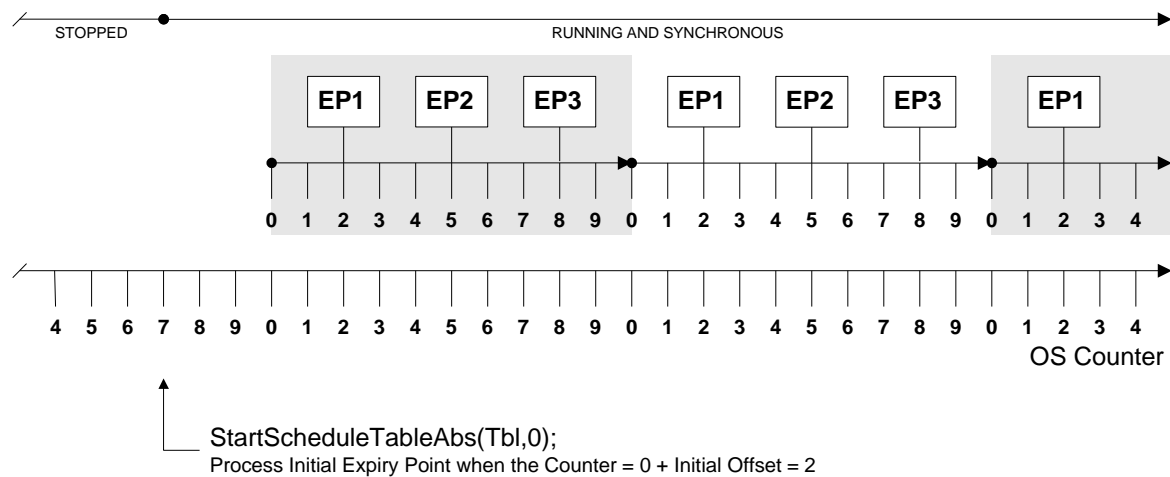 STOPPED RUNNING AND SYNCHRONOUS
EP1 EP2 EP3 EP1 EP2 EP3 EP1
0 1 2 3 4 5 6 7 8 9 0 1 2 3 4 5 6 7 8 9 0 1 2 3 4
4 5 6 7 8 9 0 1 2 3 4 5 6 7 8 9 0 1 2 3 4 5 6 7 8 9 0 1 2 3 4
OS Counter
StartScheduleTableAbs(Tbl,0);
Process Initial Expiry Point when the Counter = 0 + Initial Offset = 2